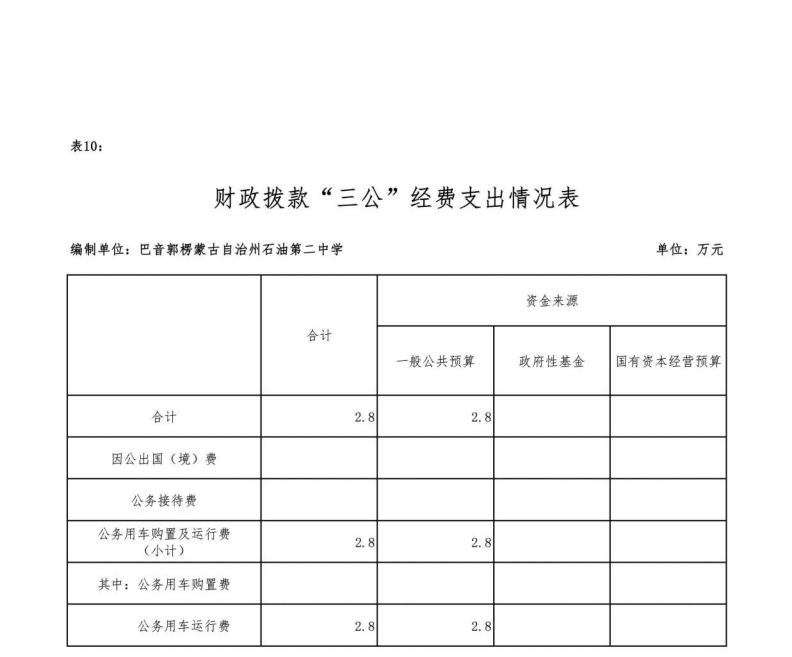 表10：
财政拨款“三公”经费支出情况表
编制单位：巴音郭楞蒙古自治州石油第二中学 单位：万元
合计 资金来源
一般公共预算 政府性基金 国有资本经营预算
合计 2.8 2.8
因公出国（境）费
公务接待费
公务用车购置及运行费
（小计） 2.8 2.8
其中：公务用车购置费
公务用车运行费 2.8 2.8